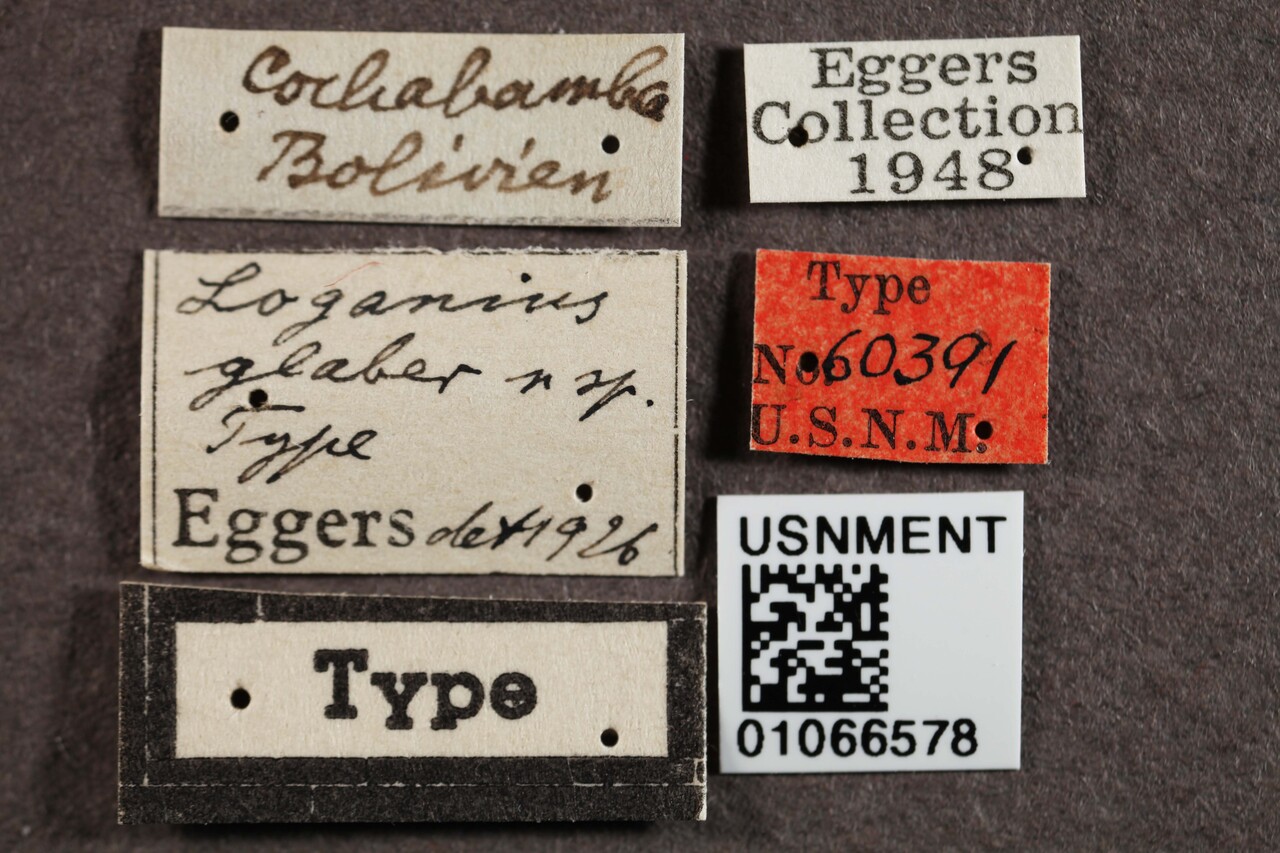 Cochabamba
Bolivien
Eggers
Collection
1948
Loganius
glaber n sp.
Type
Eggers det 1926
Type
No 60391
U.S.N.M.
Type
USNMENT
01066578